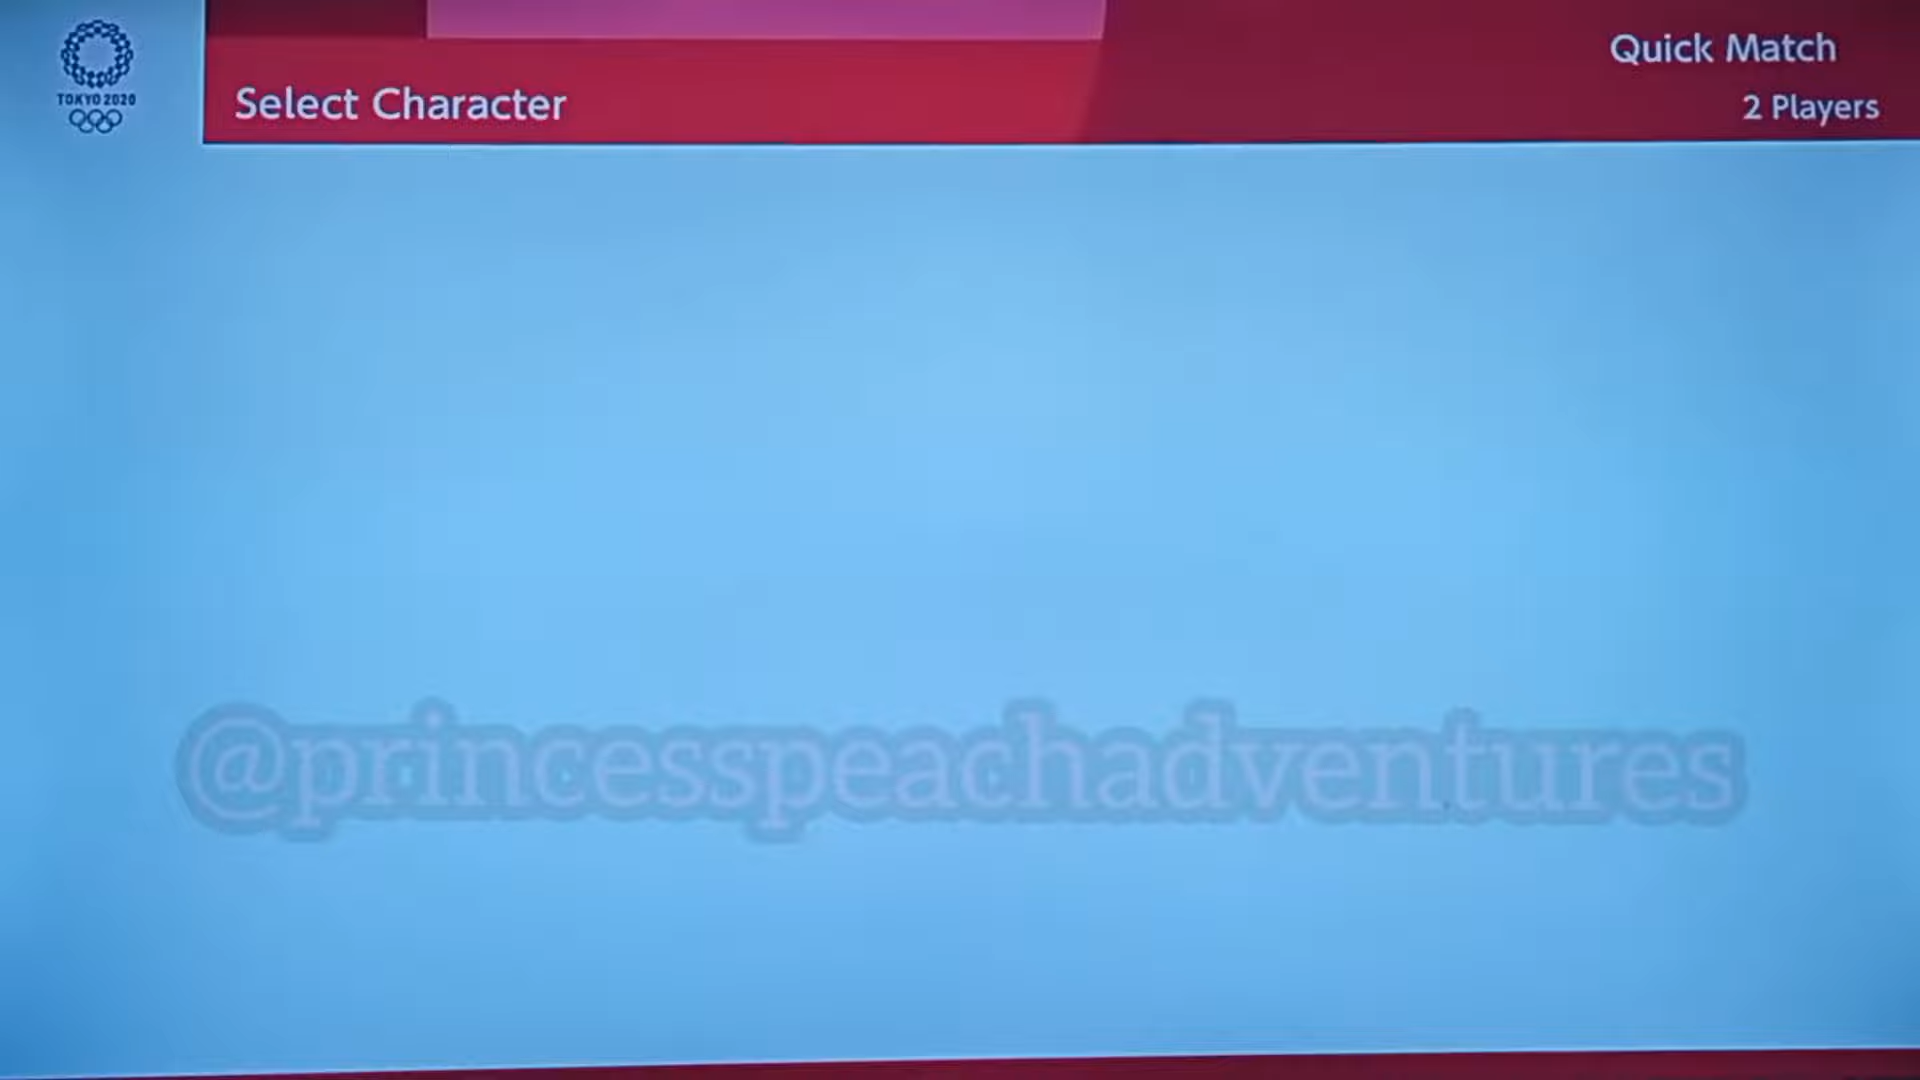 TOKYO 2020
Select Character
Quick Match
2 Players
@princesspeachadventures